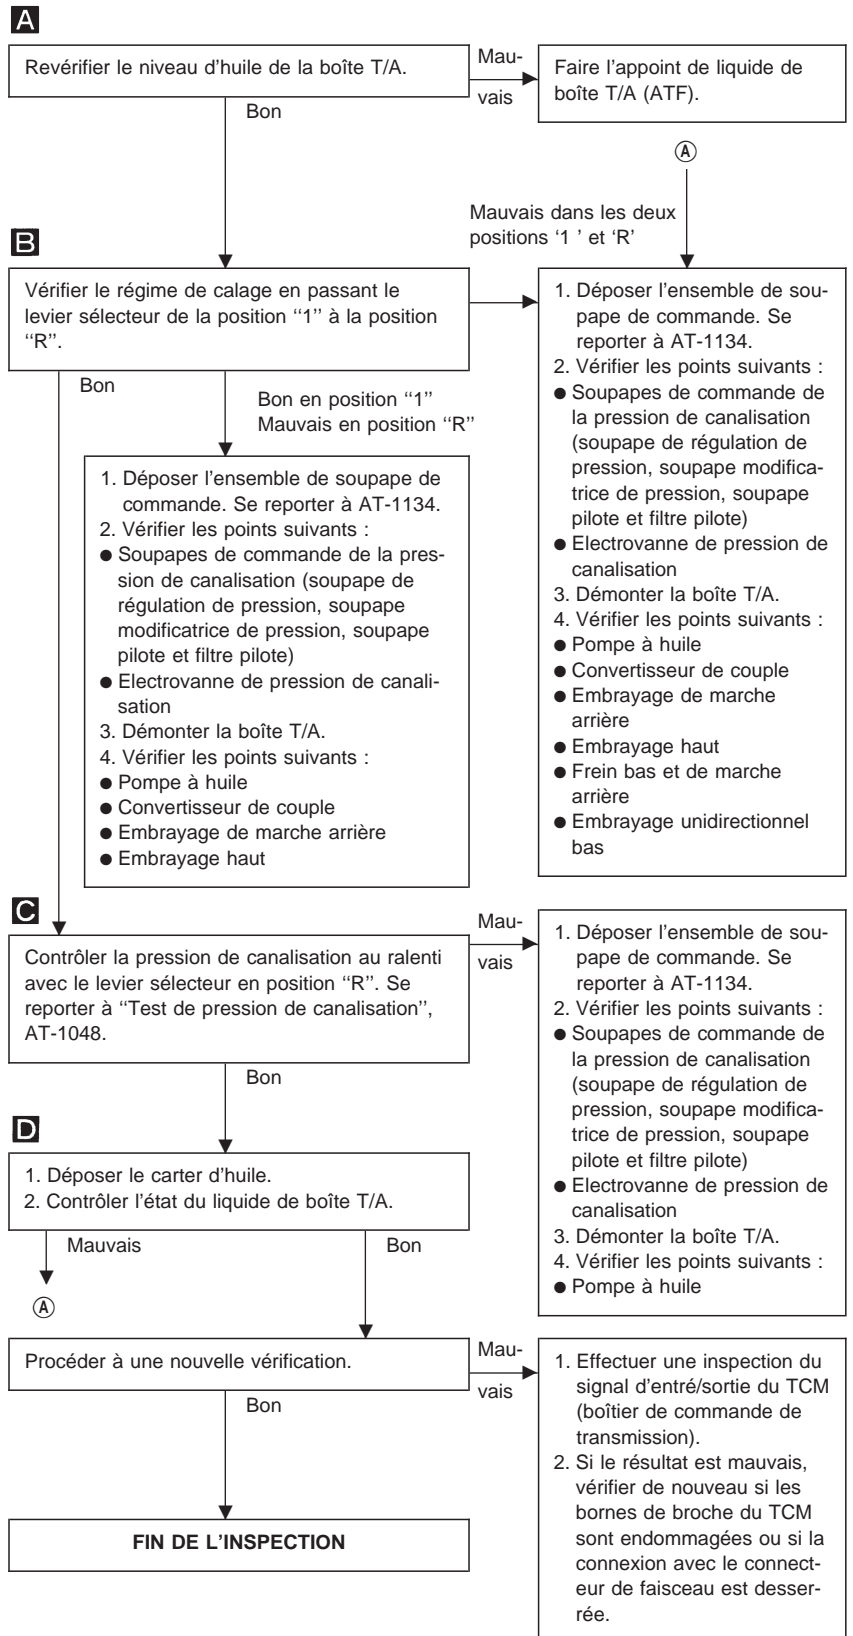 A
Revérifier le niveau d'huile de la boîte T/A.
Mau-
vais
Faire l'appoint de liquide de
boîte T/A (ATF).
Bon
Ⓐ
Mauvais dans les deux
positions ‘1 ’ et ‘R’
B
Vérifier le régime de calage en passant le
levier sélecteur de la position ‘‘1’’ à la position
‘‘R’’.
Bon
Bon en position ‘‘1’’
Mauvais en position ‘‘R’’
1. Déposer l'ensemble de soupape de
commande. Se reporter à AT-1134.
2. Vérifier les points suivants :
● Soupapes de commande de la pres-
sion de canalisation (soupape de
régulation de pression, soupape
modificatrice de pression, soupape
pilote et filtre pilote)
● Electrovanne de pression de canali-
sation
3. Démonter la boîte T/A.
4. Vérifier les points suivants :
● Pompe à huile
● Convertisseur de couple
● Embrayage de marche arrière
● Embrayage haut
1. Déposer l'ensemble de sou-
pape de commande. Se
reporter à AT-1134.
2. Vérifier les points suivants :
● Soupapes de commande de
la pression de canalisation
(soupape de régulation de
pression, soupape modifica-
trice de pression, soupape
pilote et filtre pilote)
● Electrovanne de pression de
canalisation
3. Démonter la boîte T/A.
4. Vérifier les points suivants :
● Pompe à huile
● Convertisseur de couple
● Embrayage de marche
arrière
● Embrayage haut
● Frein bas et de marche
arrière
● Embrayage unidirectionnel
bas
C
Contrôler la pression de canalisation au ralenti
avec le levier sélecteur en position ‘‘R’’. Se
reporter à ‘‘Test de pression de canalisation’’,
AT-1048.
Mau-
vais
1. Déposer l'ensemble de sou-
pape de commande. Se
reporter à AT-1134.
2. Vérifier les points suivants :
● Soupapes de commande de
la pression de canalisation
(soupape de régulation de
pression, soupape modifica-
trice de pression, soupape
pilote et filtre pilote)
● Electrovanne de pression de
canalisation
3. Démonter la boîte T/A.
4. Vérifier les points suivants :
● Pompe à huile
Bon
D
1. Déposer le carter d'huile.
2. Contrôler l'état du liquide de boîte T/A.
Mauvais
Bon
Ⓐ
Procéder à une nouvelle vérification.
Mau-
vais
1. Effectuer une inspection du
signal d'entré/sortie du TCM
(boîtier de commande de
transmission).
2. Si le résultat est mauvais,
vérifier de nouveau si les
bornes de broche du TCM
sont endommagées ou si la
connexion avec le connect-
eur de faisceau est desser-
rée.
Bon
FIN DE L'INSPECTION